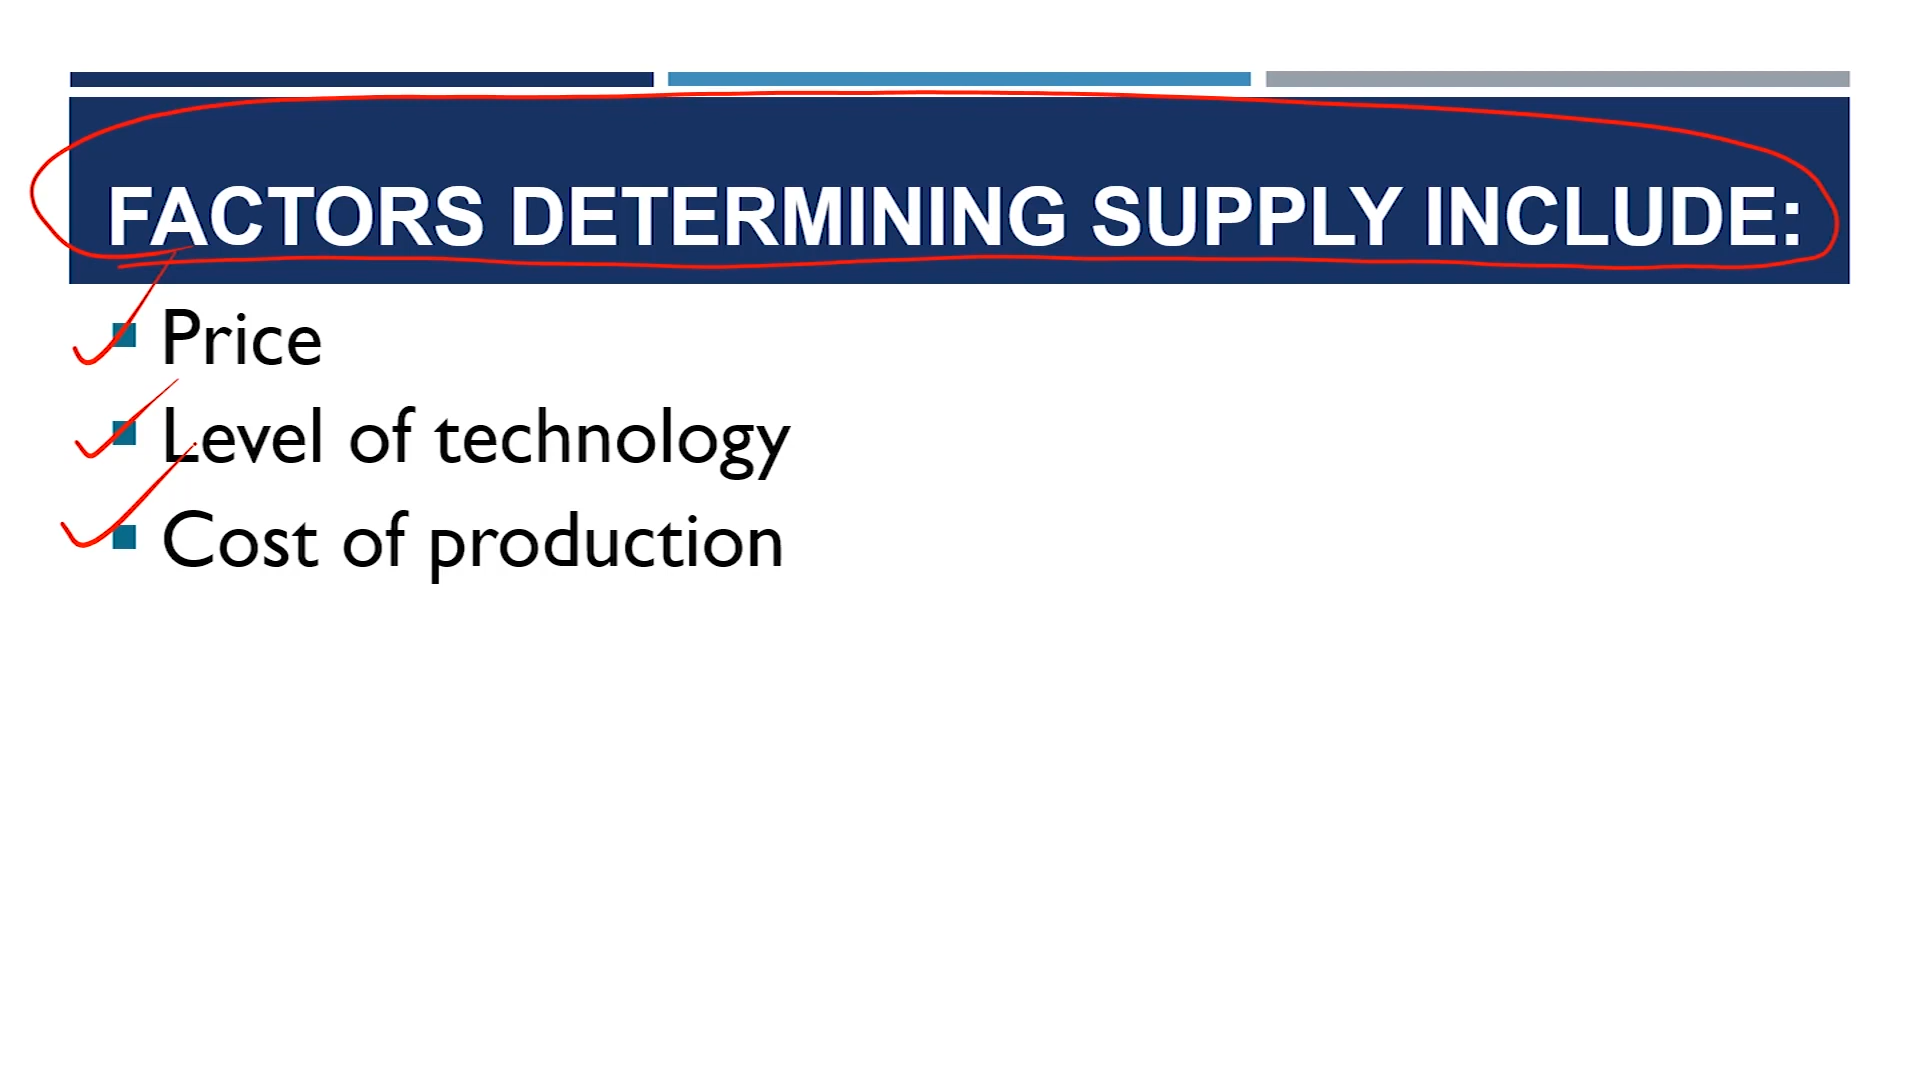 FACTORS DETERMINING SUPPLY INCLUDE:
Price
Level of technology
Cost of production